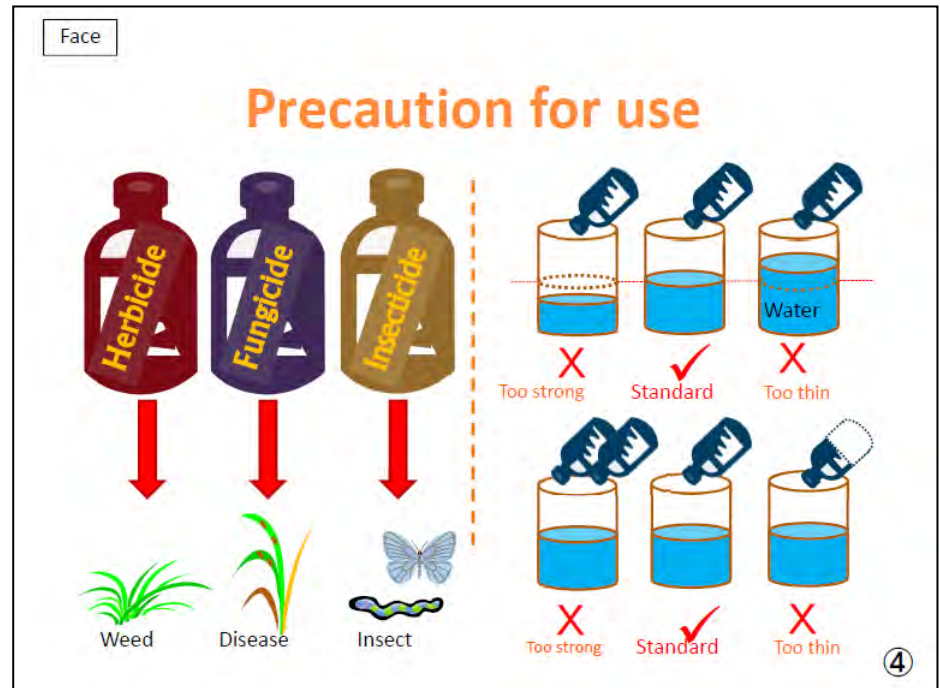 Face
Precaution for use
Herbicide
Fungicide
Insecticide
Weed
Disease
Insect
Water
Too strong
Standard
Too thin
Too strong
Standard
Too thin
④